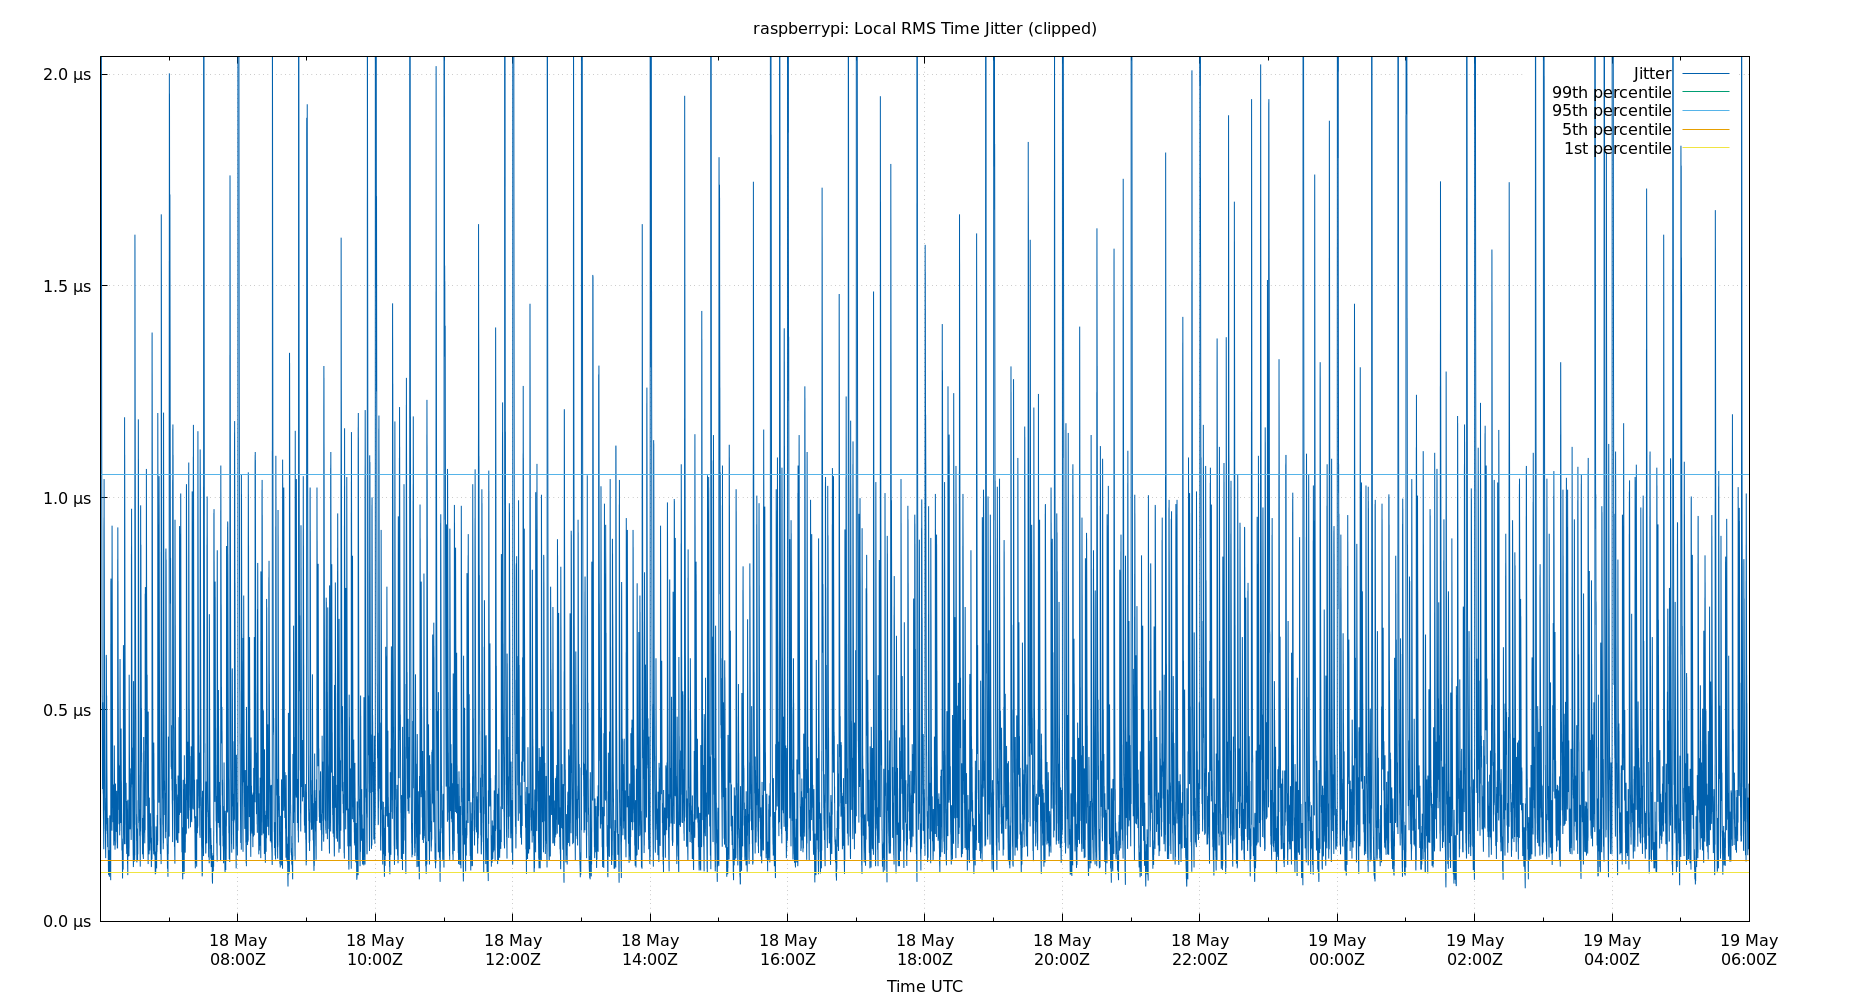 raspberrypi: Local RMS Time Jitter (clipped)
2.0 µs
1.5 µs
1.0 µs
0.5 µs
0.0 µs
Jitter
99th percentile
95th percentile
5th percentile
1st percentile
18 May
08:00Z
18 May
10:00Z
18 May
12:00Z
18 May
14:00Z
18 May
16:00Z
18 May
18:00Z
18 May
20:00Z
18 May
22:00Z
19 May
00:00Z
19 May
02:00Z
19 May
04:00Z
19 May
06:00Z
Time UTC